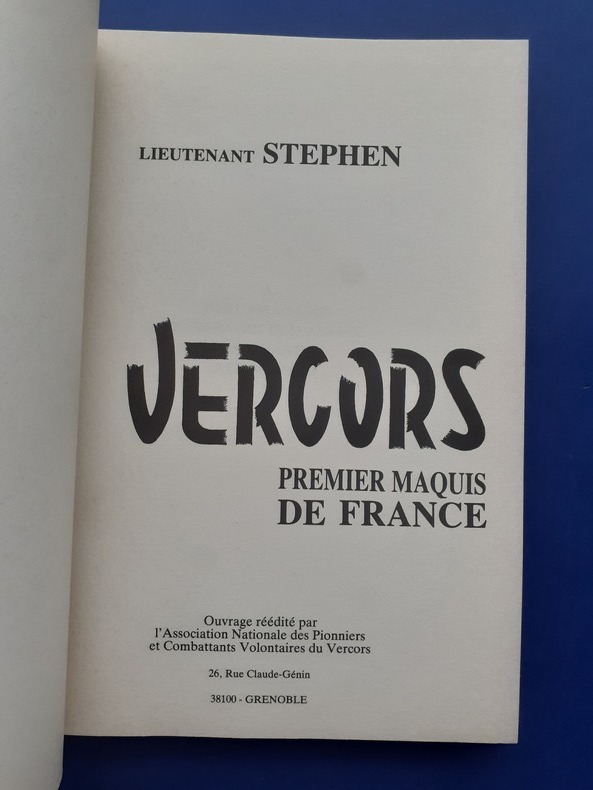 LIEUTENANT STEPHEN
VERCORS
PREMIER MAQUIS
DE FRANCE
Ouvrage réédité par
l'Association Nationale des Pionniers
et Combattants Volontaires du Vercors
26, Rue Claude-Génin
38100 - GRENOBLE